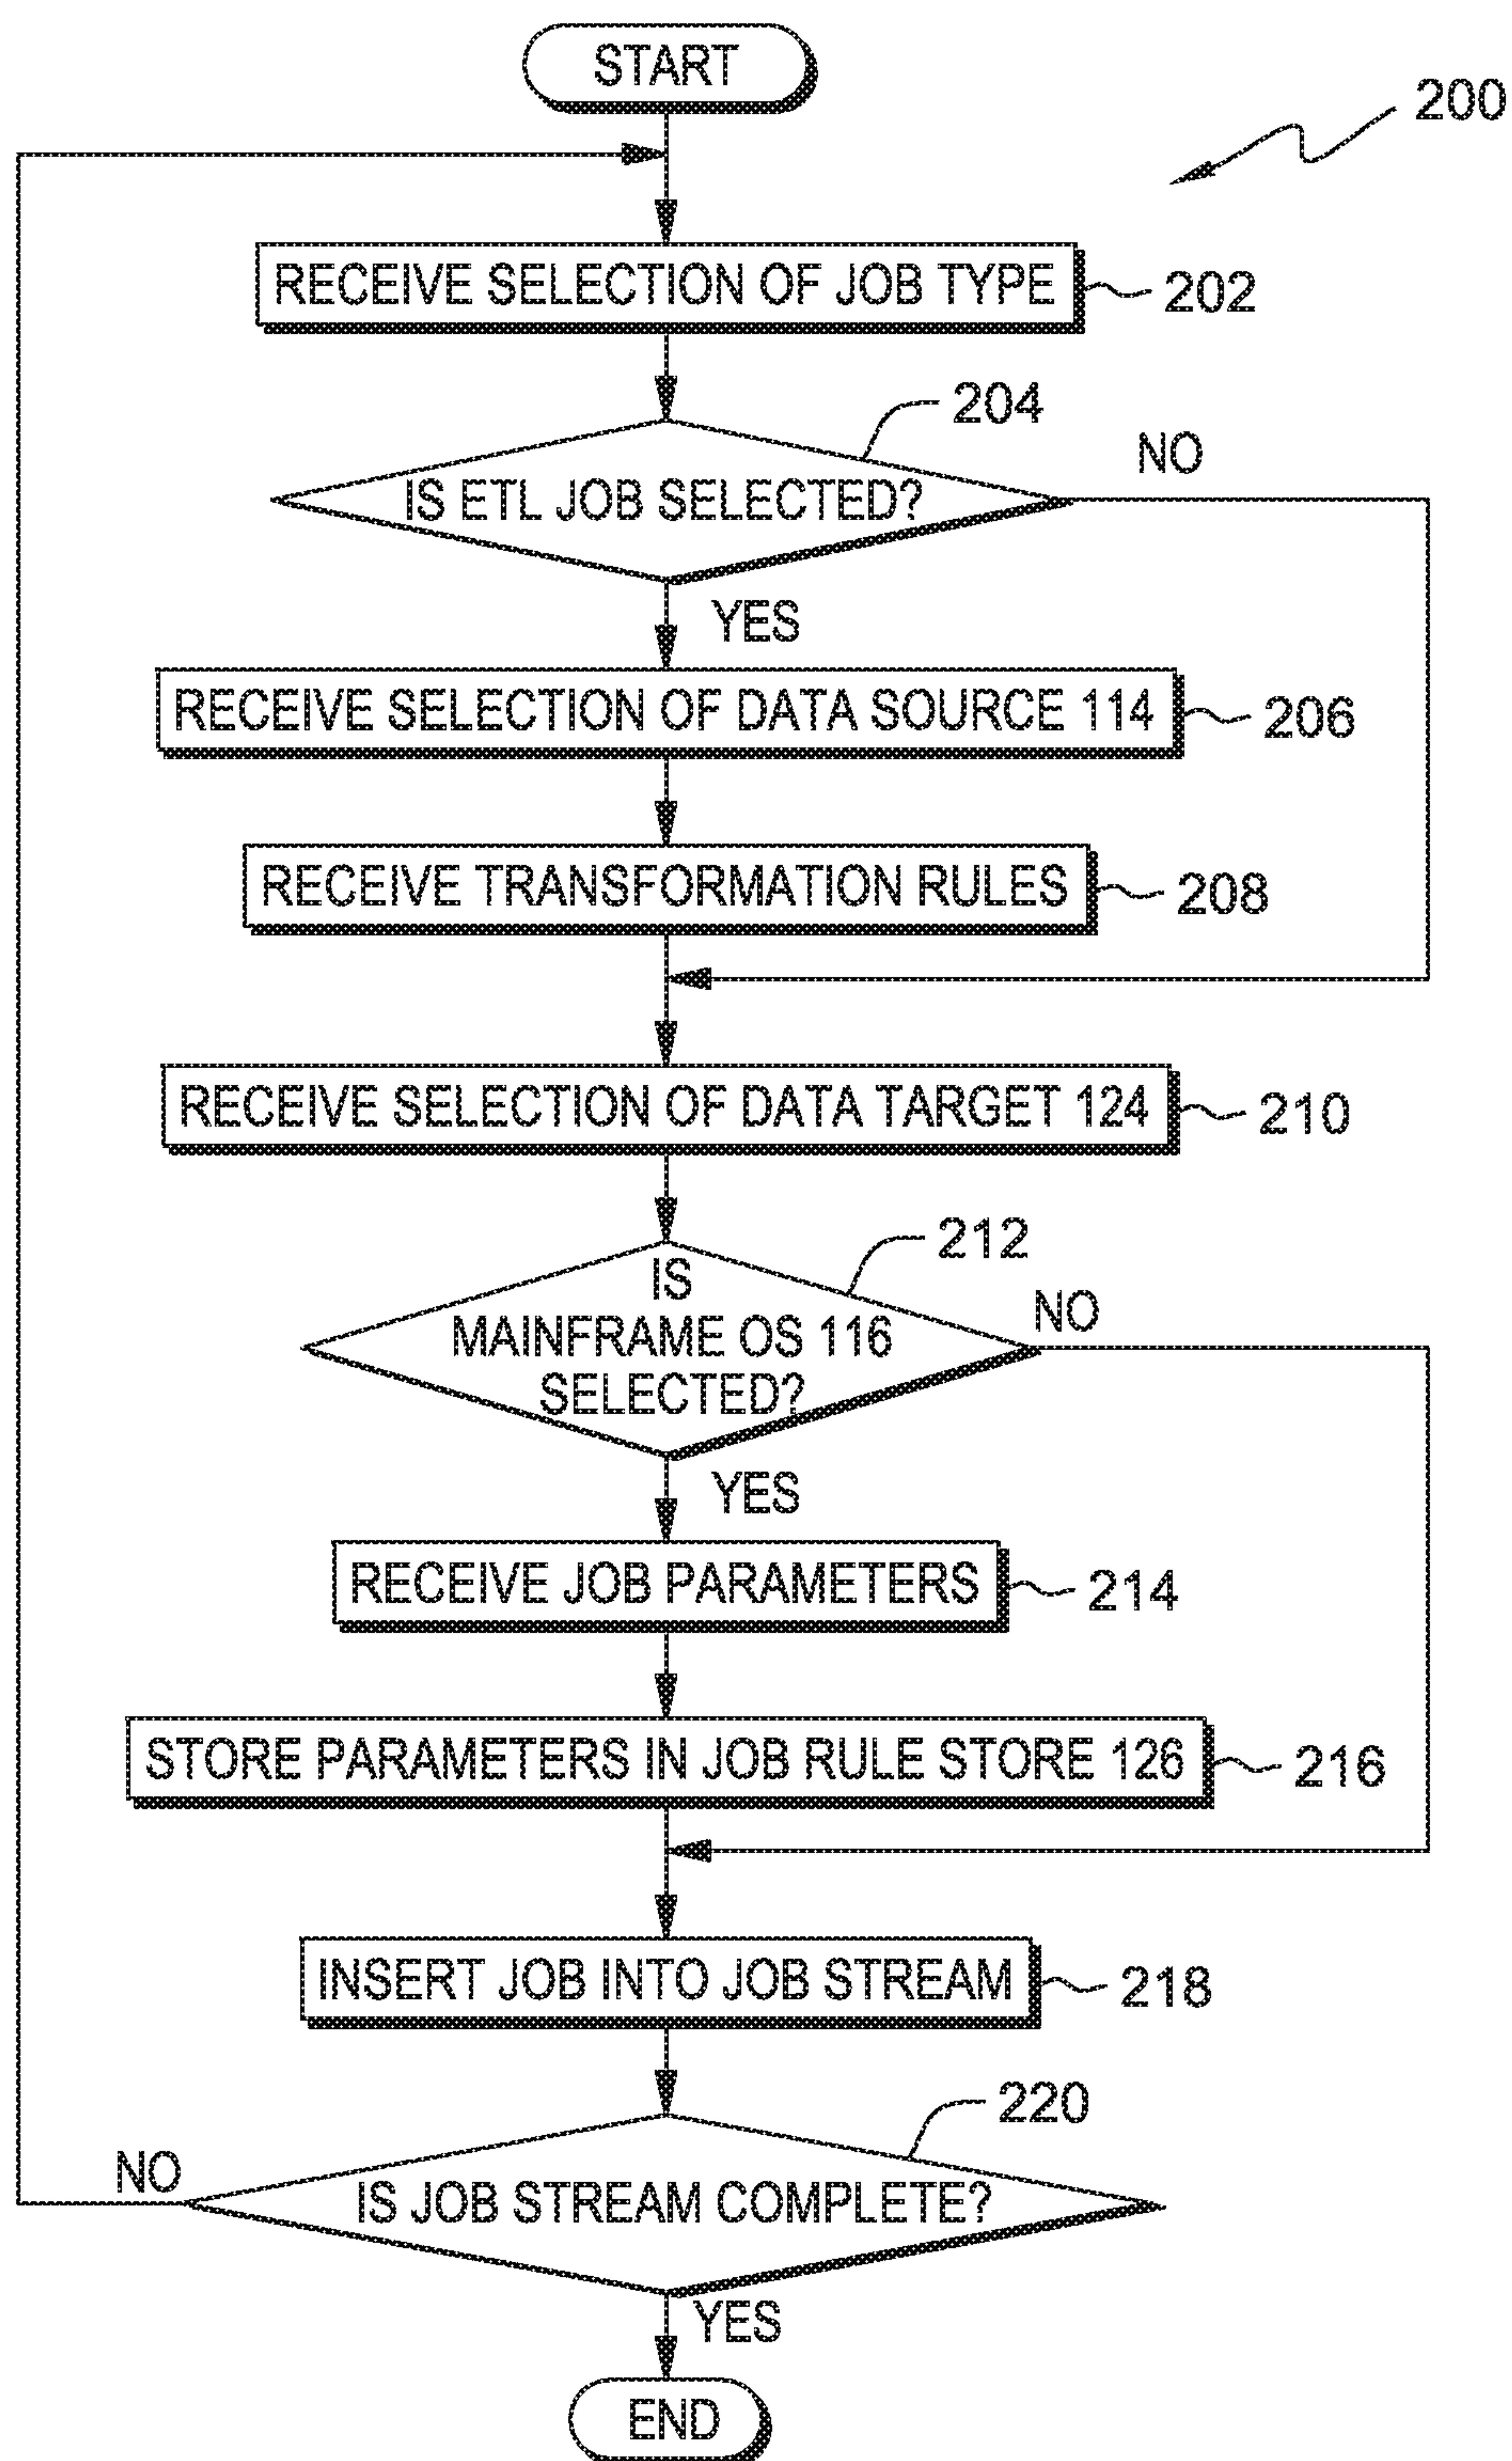 START
200
RECEIVE SELECTION OF JOB TYPE
202
204
IS ETL JOB SELECTED?
NO
YES
RECEIVE SELECTION OF DATA SOURCE 114
206
RECEIVE TRANSFORMATION RULES
208
RECEIVE SELECTION OF DATA TARGET 124
210
212
IS
MAINFRAME OS 116
SELECTED?
NO
YES
RECEIVE JOB PARAMETERS
214
STORE PARAMETERS IN JOB RULE STORE 126
216
INSERT JOB INTO JOB STREAM
218
220
IS JOB STREAM COMPLETE?
NO
YES
END